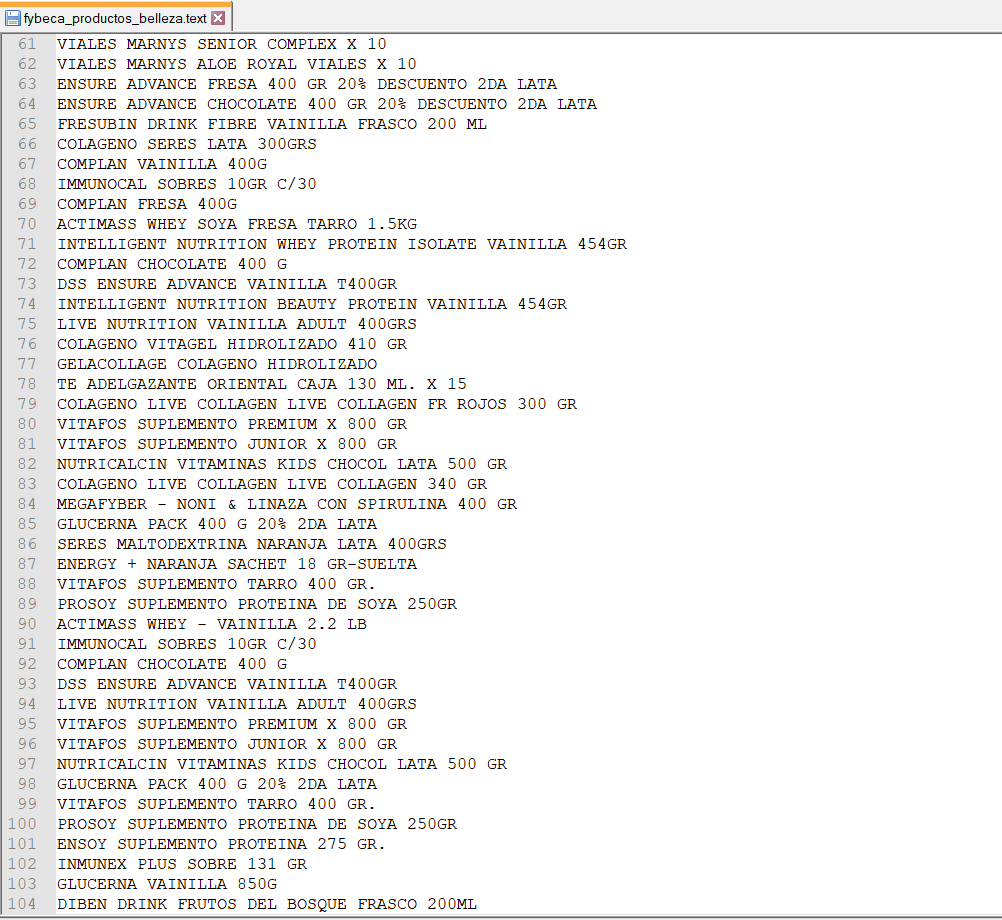 fybeca_productos_belleza.text
61 VIALES MARNYS SENIOR COMPLEX X 10
62 VIALES MARNYS ALOE ROYAL VIALES X 10
63 ENSURE ADVANCE FRESA 400 GR 20% DESCUENTO 2DA LATA
64 ENSURE ADVANCE CHOCOLATE 400 GR 20% DESCUENTO 2DA LATA
65 FRESUBIN DRINK FIBRE VAINILLA FRASCO 200 ML
66 COLAGENO SERES LATA 300GRS
67 COMPLAN VAINILLA 400G
68 IMMUNOCAL SOBRES 10GR C/30
69 COMPLAN FRESA 400G
70 ACTIMASS WHEY SOYA FRESA TARRO 1.5KG
71 INTELLIGENT NUTRITION WHEY PROTEIN ISOLATE VAINILLA 454GR
72 COMPLAN CHOCOLATE 400 G
73 DSS ENSURE ADVANCE VAINILLA T400GR
74 INTELLIGENT NUTRITION BEAUTY PROTEIN VAINILLA 454GR
75 LIVE NUTRITION VAINILLA ADULT 400GRS
76 COLAGENO VITAGEL HIDROLIZADO 410 GR
77 GELACOLLAGE COLAGENO HIDROLIZADO
78 TE ADELGAZANTE ORIENTAL CAJA 130 ML. X 15
79 COLAGENO LIVE COLLAGEN LIVE COLLAGEN FR ROJOS 300 GR
80 VITAFOS SUPLEMENTO PREMIUM X 800 GR
81 VITAFOS SUPLEMENTO JUNIOR X 800 GR
82 NUTRICALCIN VITAMINAS KIDS CHOCOL LATA 500 GR
83 COLAGENO LIVE COLLAGEN LIVE COLLAGEN 340 GR
84 MEGAFYBER - NONI & LINAZA CON SPIRULINA 400 GR
85 GLUCERNA PACK 400 G 20% 2DA LATA
86 SERES MALTODEXTRINA NARANJA LATA 400GRS
87 ENERGY + NARANJA SACHET 18 GR-SUELTA
88 VITAFOS SUPLEMENTO TARRO 400 GR.
89 PROSOY SUPLEMENTO PROTEINA DE SOYA 250GR
90 ACTIMASS WHEY - VAINILLA 2.2 LB
91 IMMUNOCAL SOBRES 10GR C/30
92 COMPLAN CHOCOLATE 400 G
93 DSS ENSURE ADVANCE VAINILLA T400GR
94 LIVE NUTRITION VAINILLA ADULT 400GRS
95 VITAFOS SUPLEMENTO PREMIUM X 800 GR
96 VITAFOS SUPLEMENTO JUNIOR X 800 GR
97 NUTRICALCIN VITAMINAS KIDS CHOCOL LATA 500 GR
98 GLUCERNA PACK 400 G 20% 2DA LATA
99 VITAFOS SUPLEMENTO TARRO 400 GR.
100 PROSOY SUPLEMENTO PROTEINA DE SOYA 250GR
101 ENSOY SUPLEMENTO PROTEINA 275 GR.
102 INMUNEX PLUS SOBRE 131 GR
103 GLUCERNA VAINILLA 850G
104 DIBEN DRINK FRUTOS DEL BOSQUE FRASCO 200ML